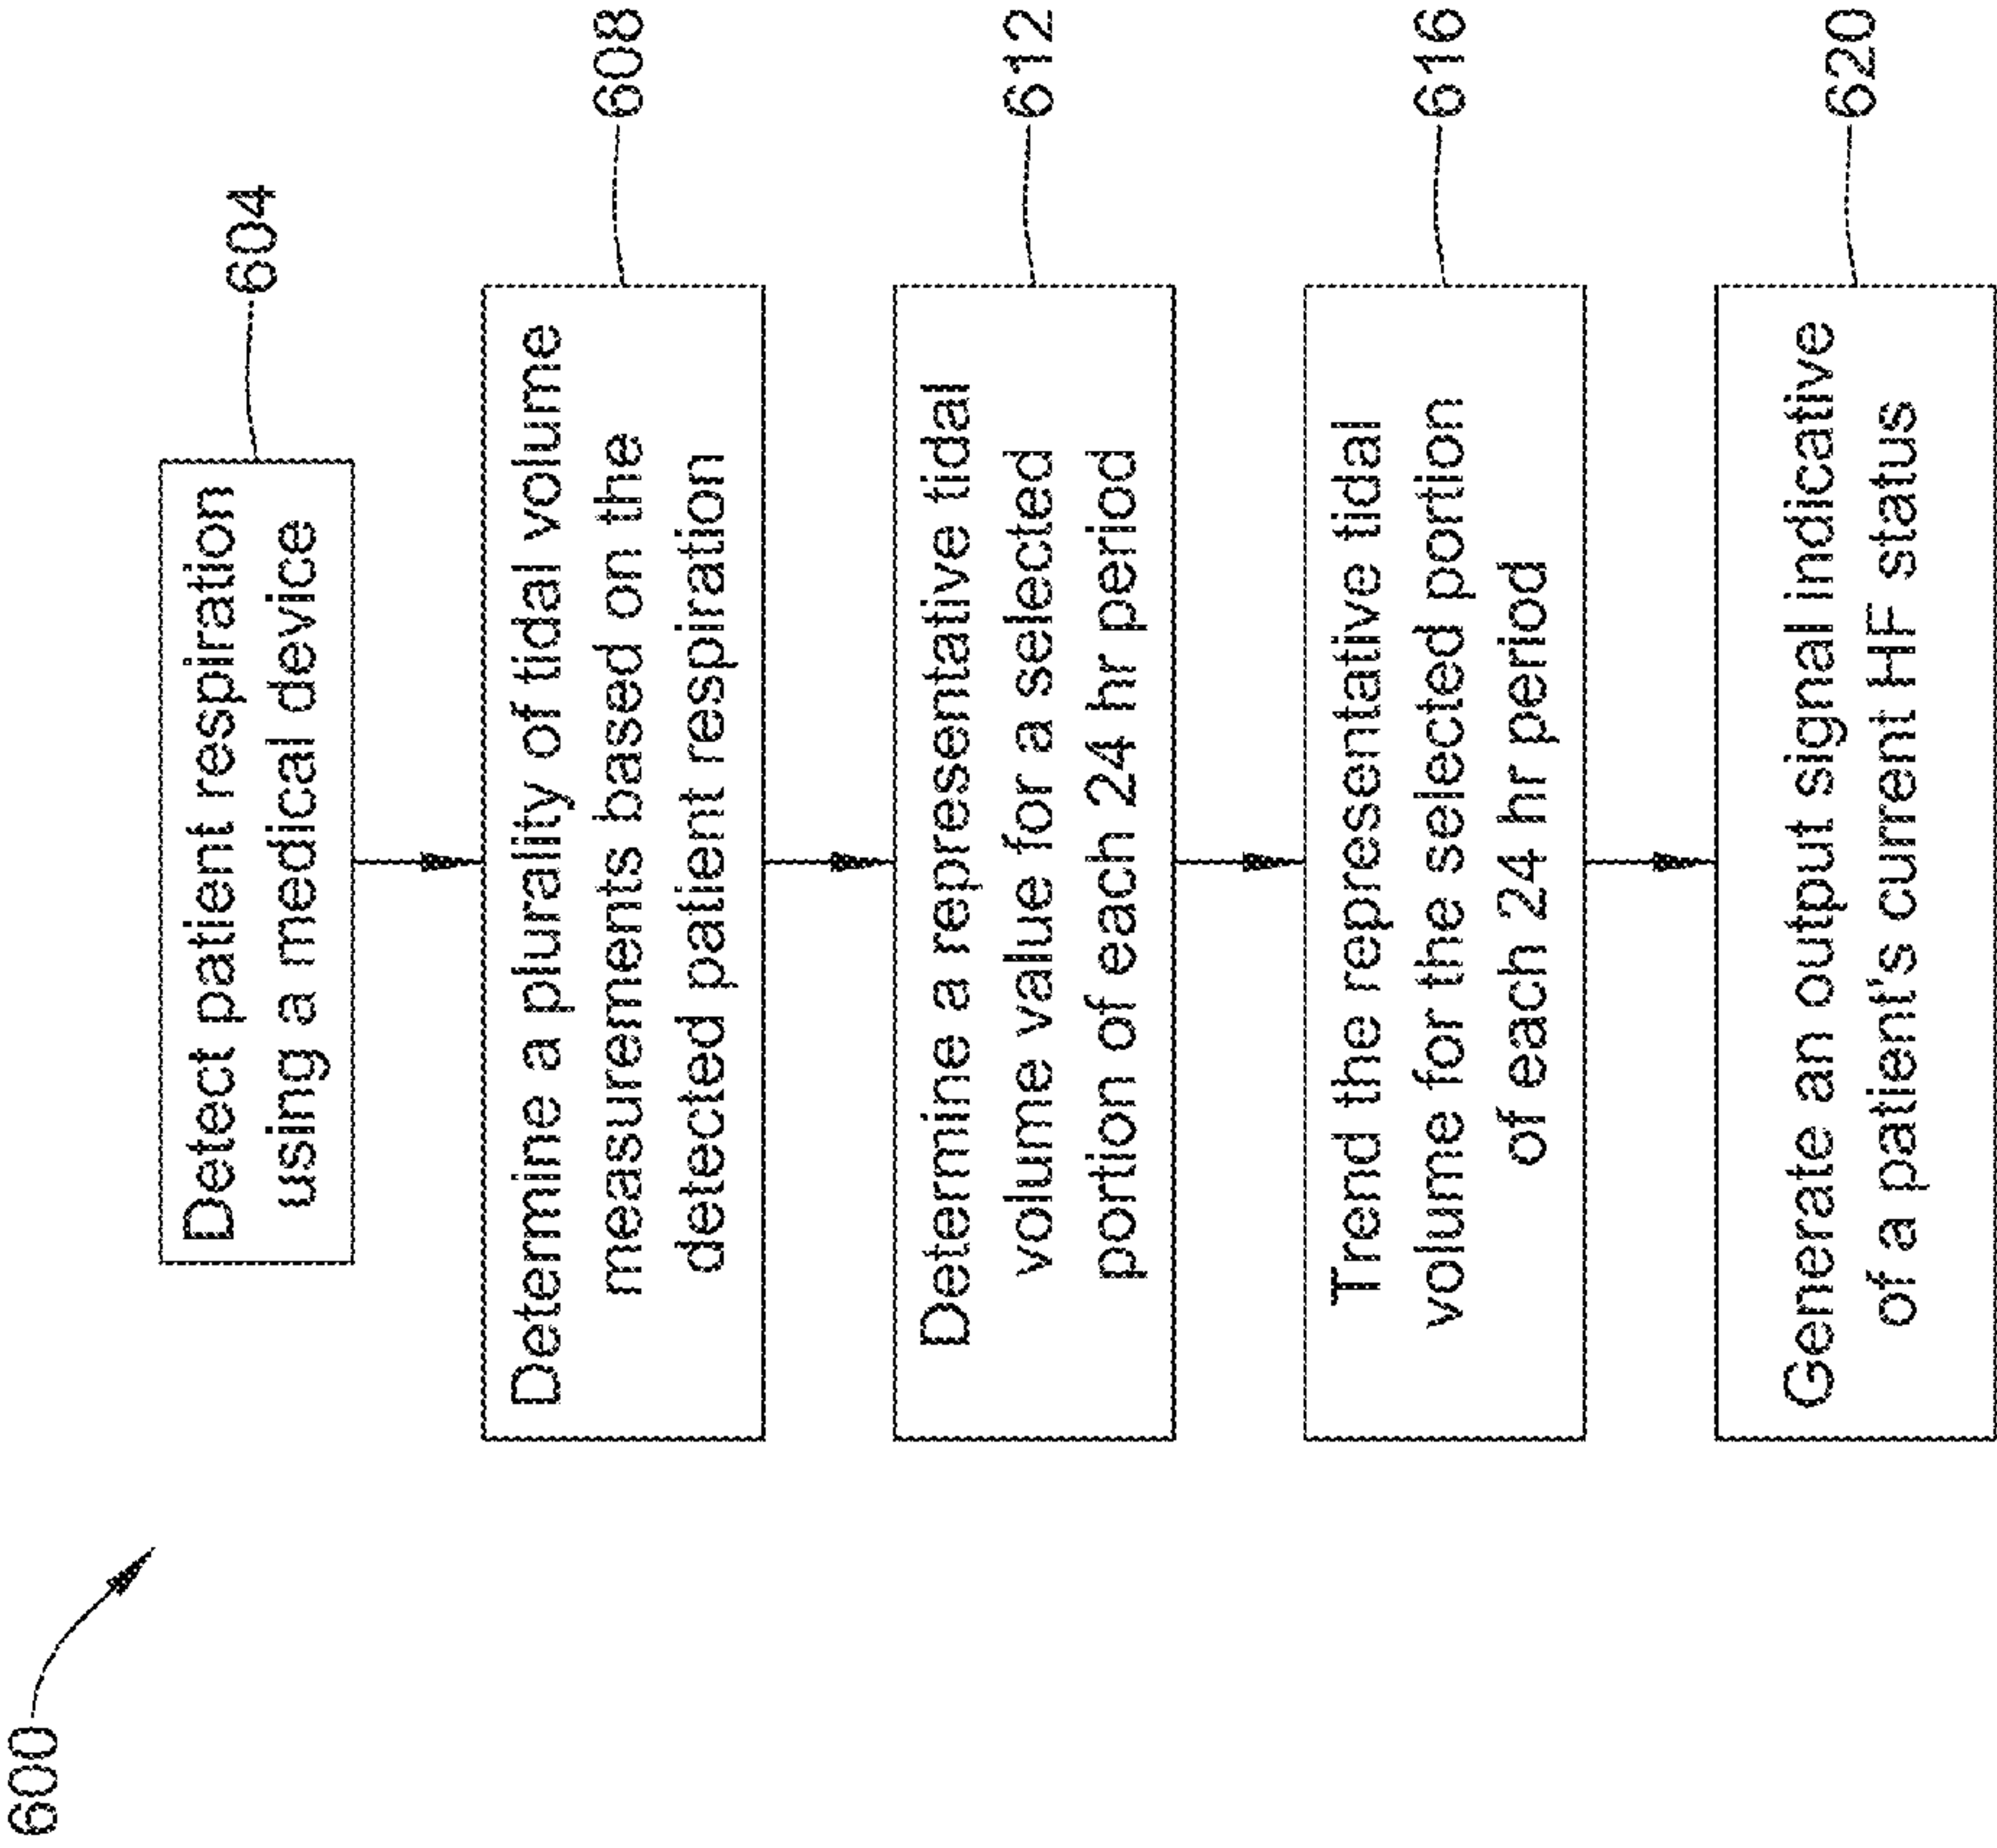 600
Detect patient respiration
using a medical device
604
Determine a plurality of tidal volume
measurements based on the
detected patient respiration
608
Determine a representative tidal
volume value for a selected
portion of each 24 hr period
612
Trend the representative tidal
volume for the selected portion
of each 24 hr period
616
Generate an output signal indicative
of a patient's current HF status
620